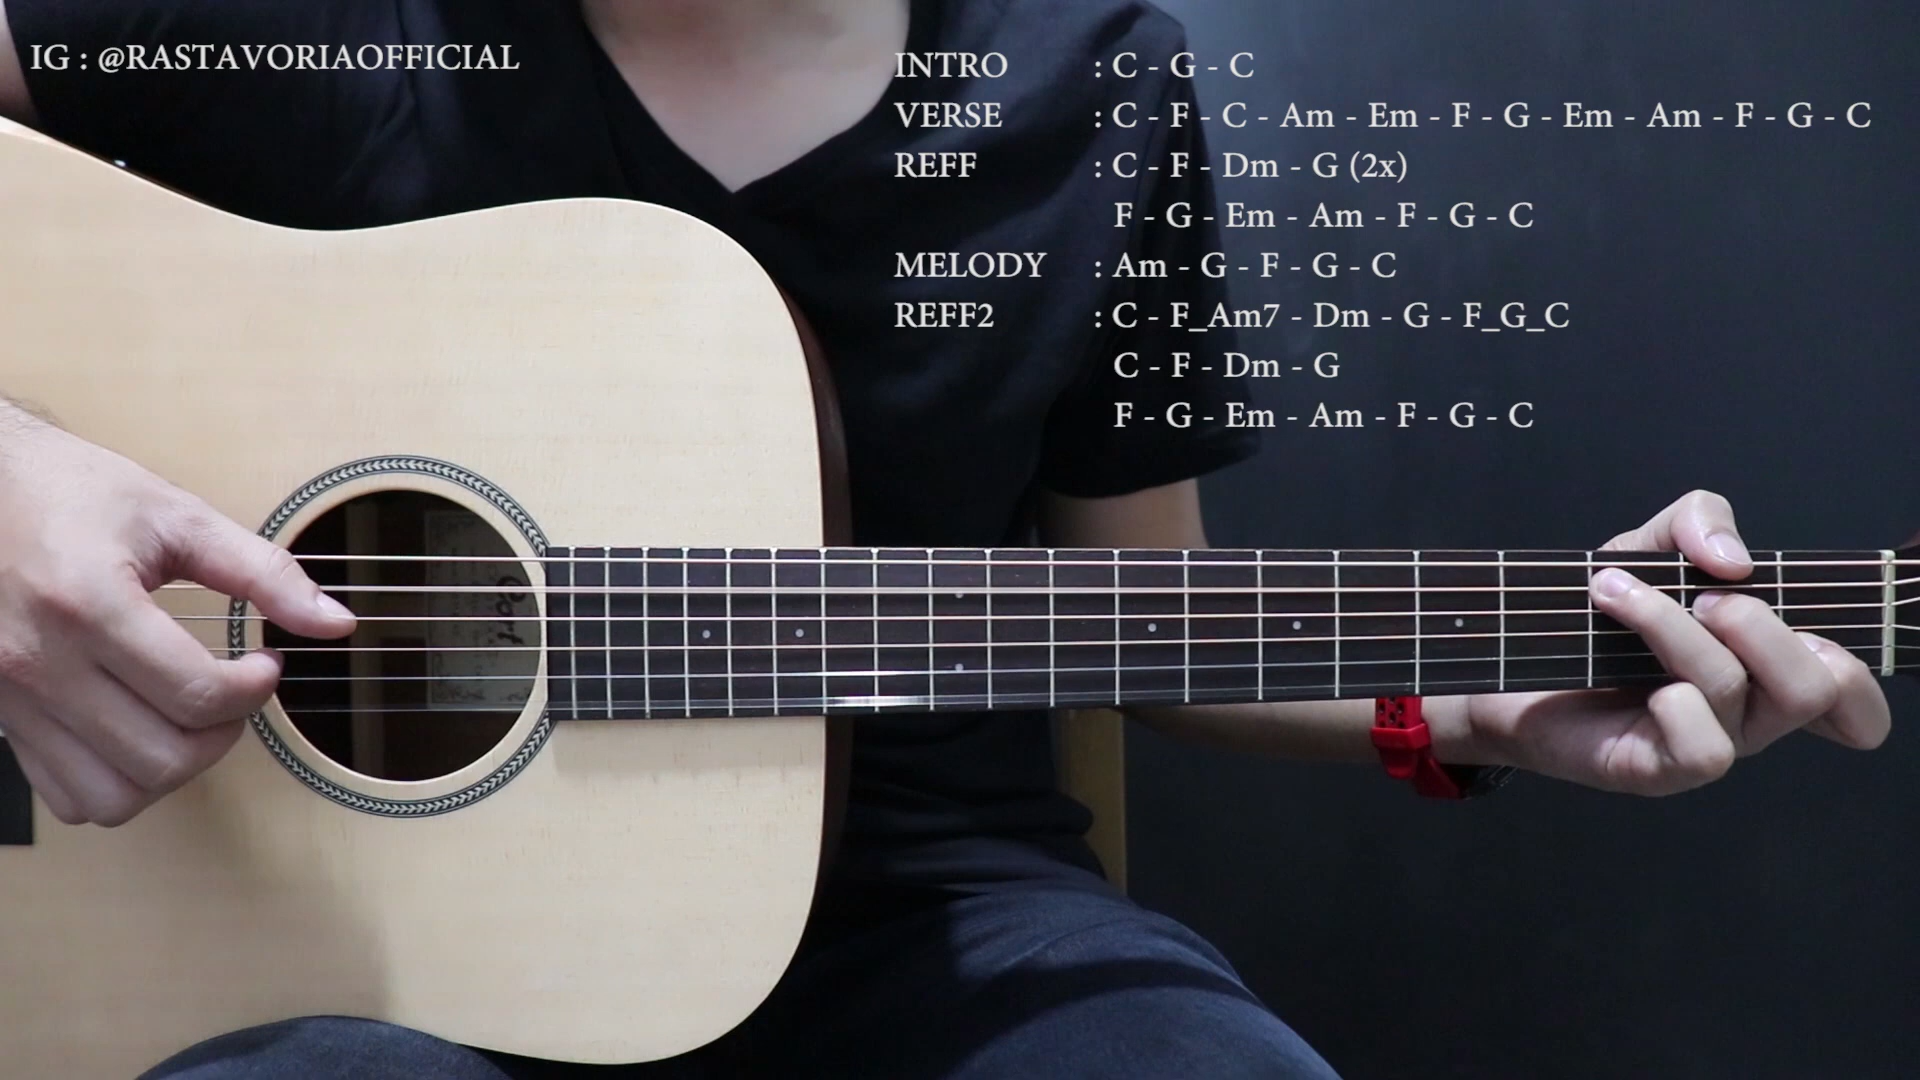 IG : @RASTAVORIAOFFICIAL
INTRO : C - G - C
VERSE : C - F - C - Am - Em - F - G - Em - Am - F - G - C
REFF : C - F - Dm - G (2x)
F - G - Em - Am - F - G - C
MELODY : Am - G - F - G - C
REFF2 : C - F_Am7 - Dm - G - F_G_C
C - F - Dm - G
F - G - Em - Am - F - G - C
Cort